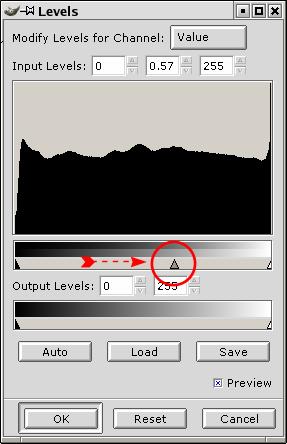 Levels
Modify Levels for Channel: Value
Input Levels: 0 0.57 255
Output Levels: 0 255
Auto Load Save
Preview
OK Reset Cancel